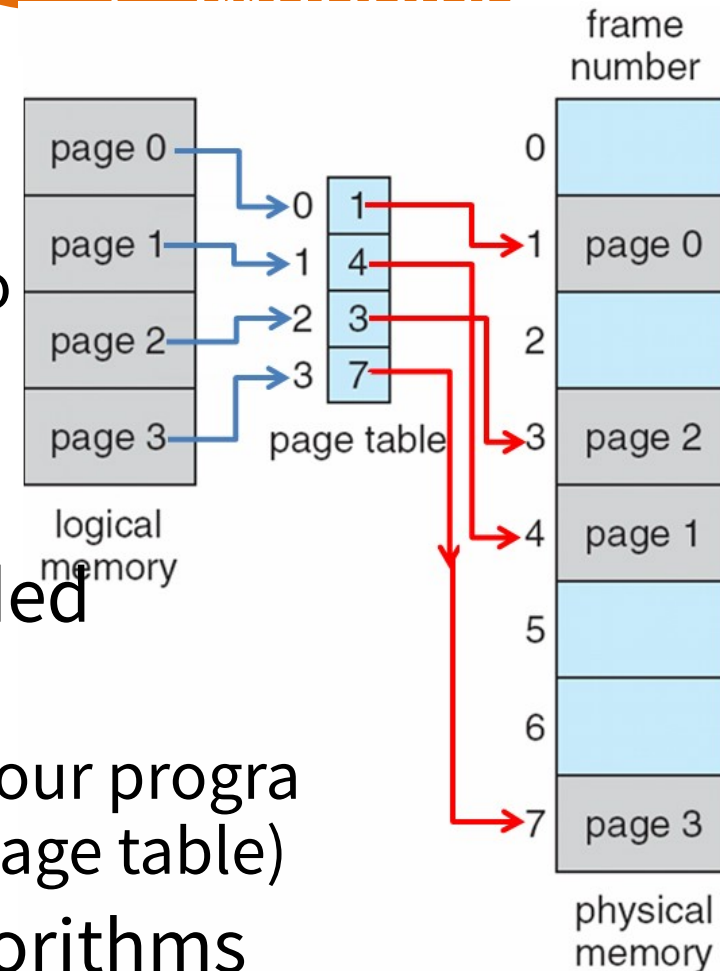 frame
number
page 0
page 1
page 2
page 3
logical
memory
0 1
1 4
2 3
3 7
page table
0
1 page 0
2
3 page 2
4 page 1
5
6
7 page 3
physical
memory
our progra
age table)
orithms